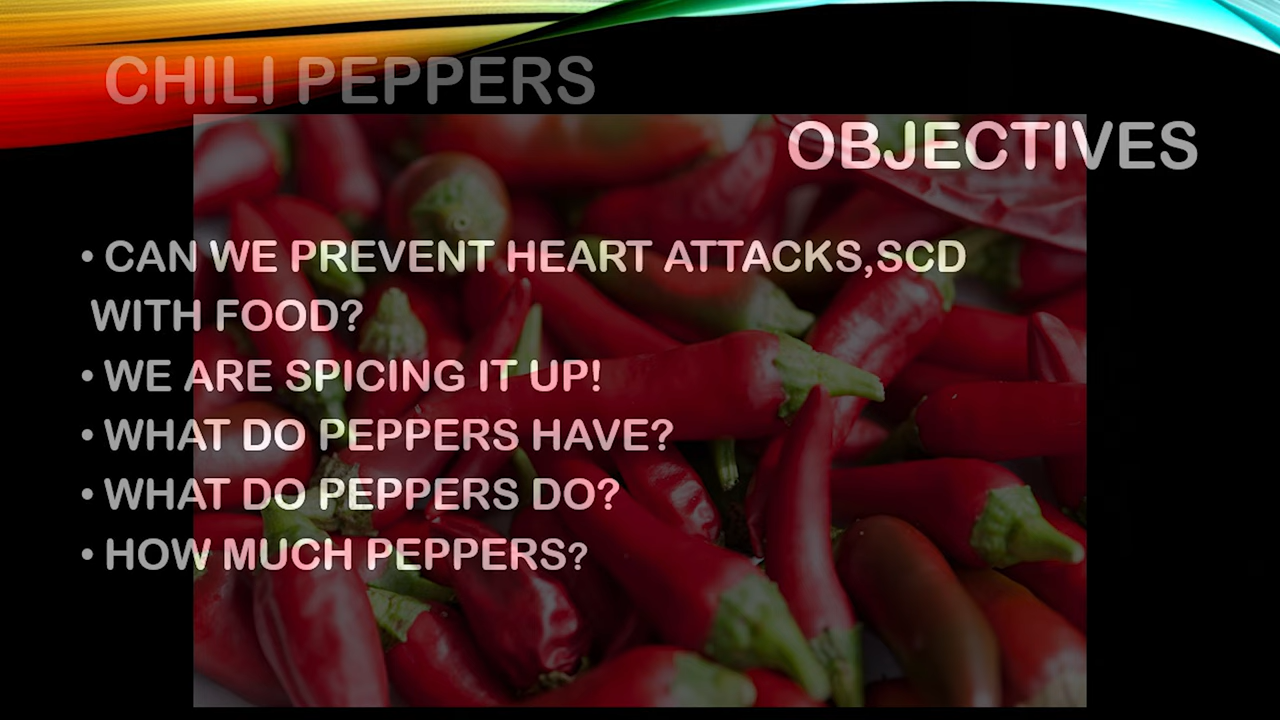 CHILI PEPPERS
OBJECTIVES
• CAN WE PREVENT HEART ATTACKS,SCD
WITH FOOD?
• WE ARE SPICING IT UP!
• WHAT DO PEPPERS HAVE?
• WHAT DO PEPPERS DO?
• HOW MUCH PEPPERS?